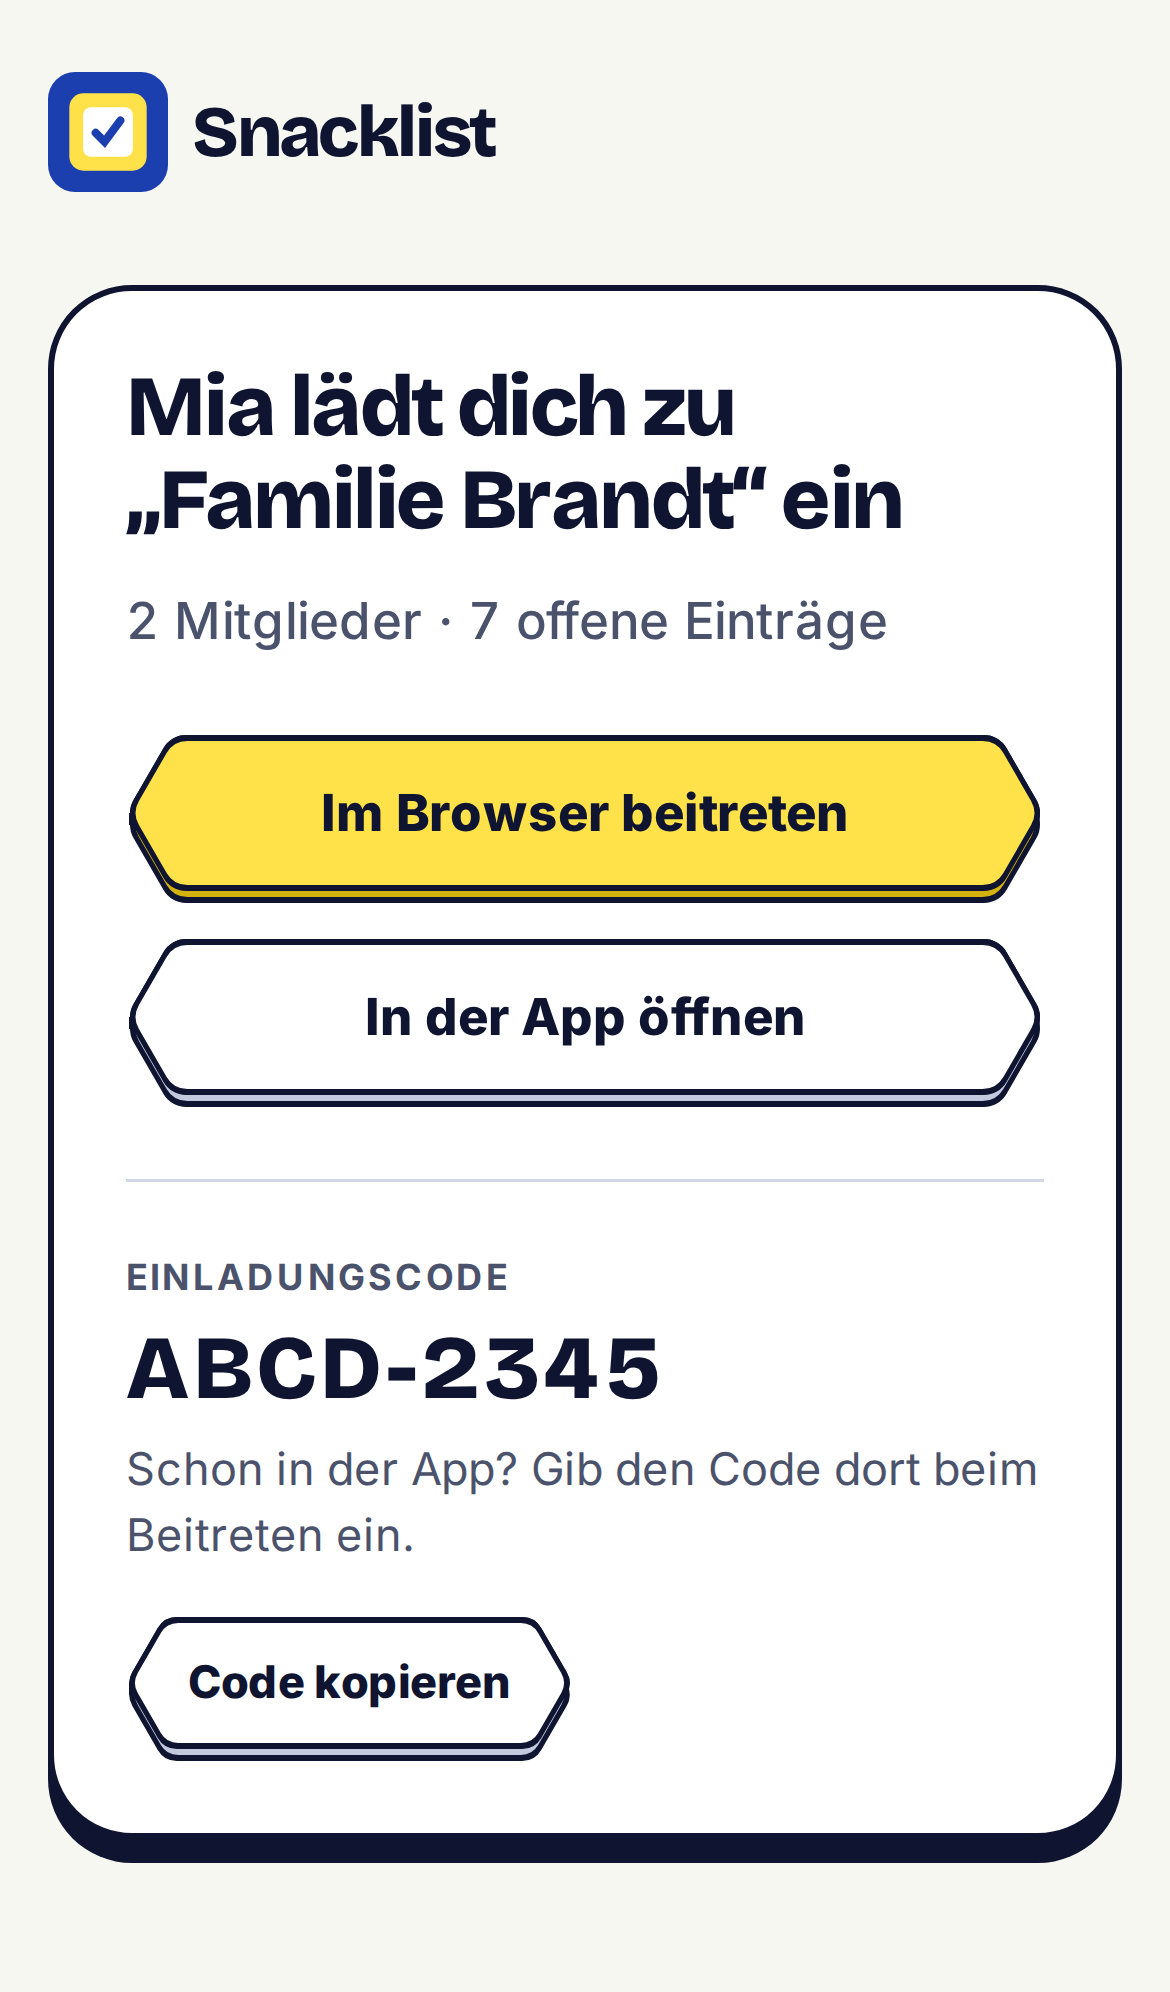 Snacklist
Mia lädt dich zu
„Familie Brandt“ ein
2 Mitglieder · 7 offene Einträge
Im Browser beitreten
In der App öffnen
EINLADUNGSCODE
ABCD-2345
Schon in der App? Gib den Code dort beim
Beitreten ein.
Code kopieren